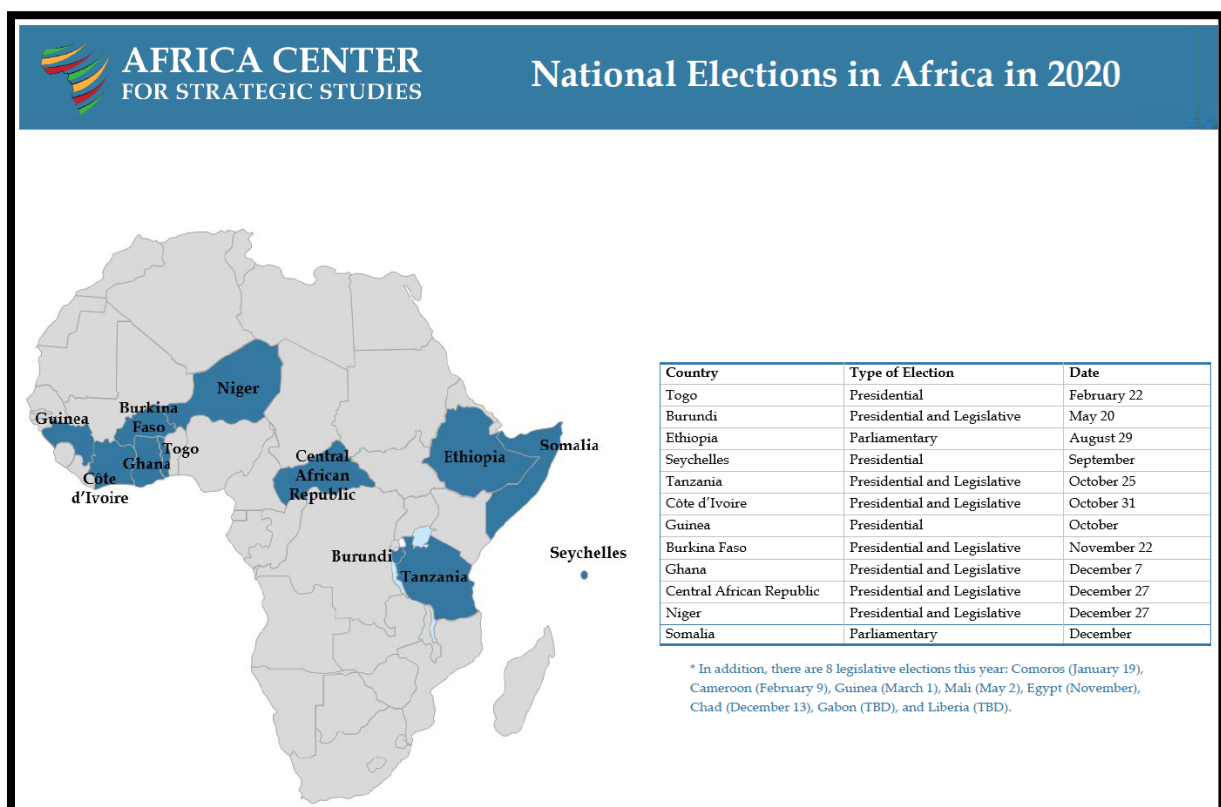 AFRICA CENTER
FOR STRATEGIC STUDIES
National Elections in Africa in 2020
Niger
Burkina
Faso
Guinea
Togo
Ghana
Côte
d'Ivoire
Central
African
Republic
Ethiopia
Somalia
Burundi
Tanzania
Seychelles
Country Type of Election Date
Togo Presidential February 22
Burundi Presidential and Legislative May 20
Ethiopia Parliamentary August 29
Seychelles Presidential September
Tanzania Presidential and Legislative October 25
Côte d'Ivoire Presidential and Legislative October 31
Guinea Presidential October
Burkina Faso Presidential and Legislative November 22
Ghana Presidential and Legislative December 7
Central African Republic Presidential and Legislative December 27
Niger Presidential and Legislative December 27
Somalia Parliamentary December
* In addition, there are 8 legislative elections this year: Comoros (January 19),
Cameroon (February 9), Guinea (March 1), Mali (May 2), Egypt (November),
Chad (December 13), Gabon (TBD), and Liberia (TBD).